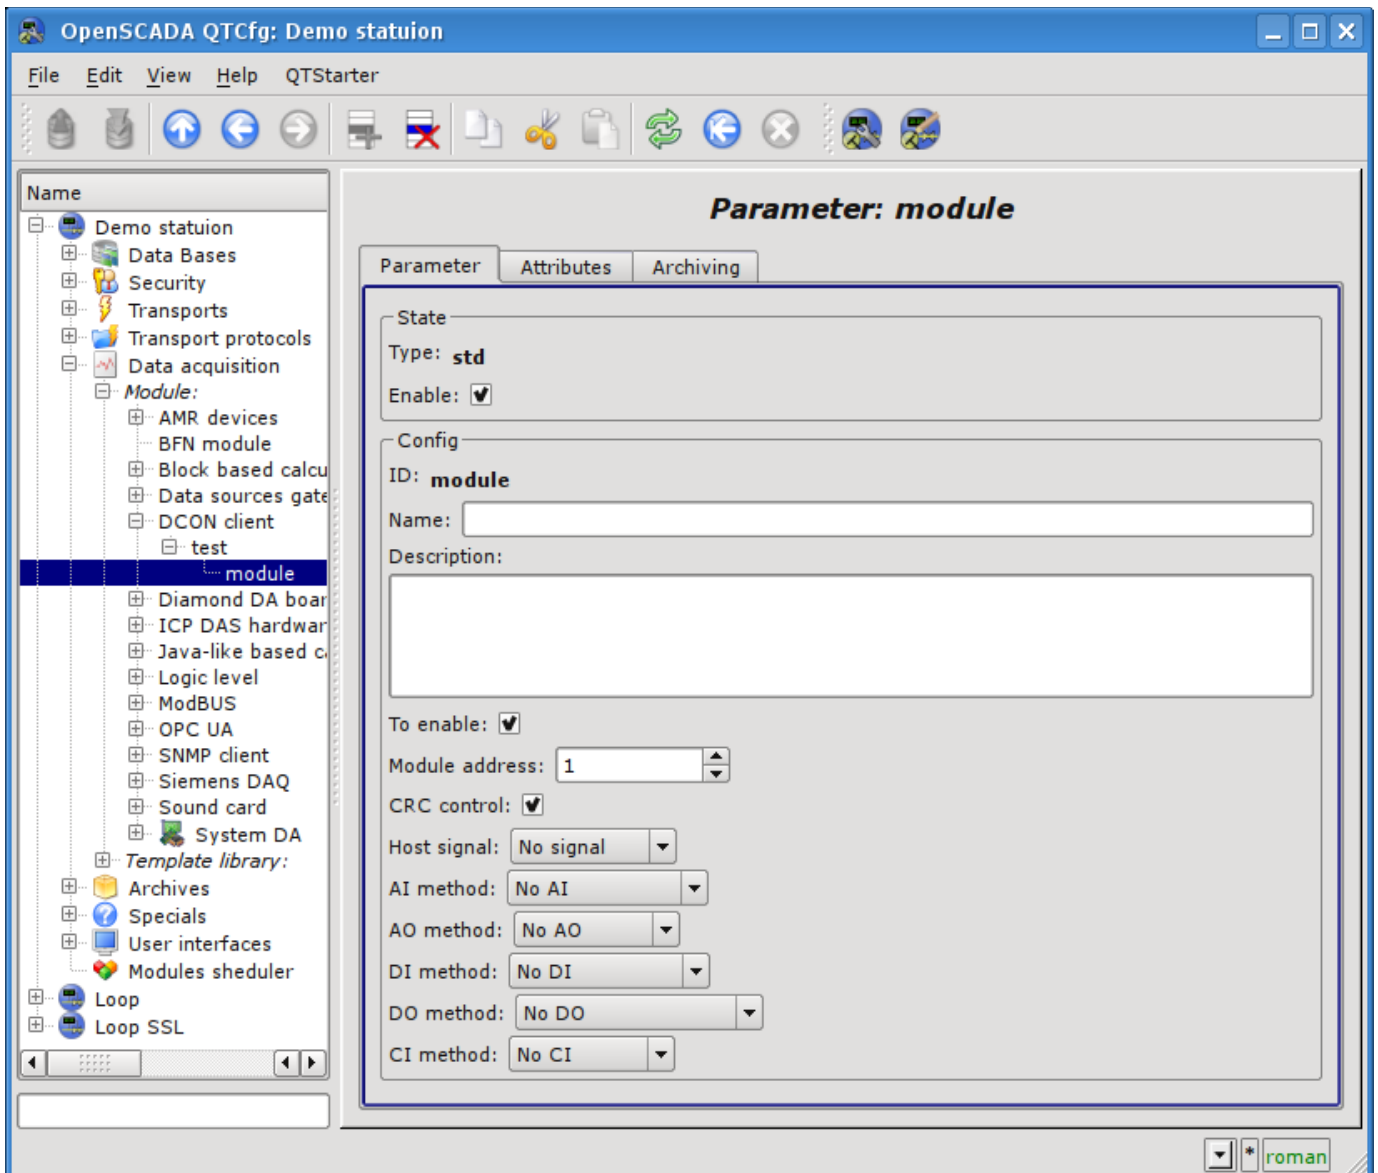 OpenSCADA QTCfg: Demo statuion
File Edit View Help QTStarter
Name
Demo statuion
Data Bases
Security
Transports
Transport protocols
Data acquisition
Module:
AMR devices
BFN module
Block based calcu
Data sources gate
DCON client
test
module
Diamond DA boar
ICP DAS hardwar
Java-like based c
Logic level
ModBUS
OPC UA
SNMP client
Siemens DAQ
Sound card
System DA
Template library:
Archives
Specials
User interfaces
Modules sheduler
Loop
Loop SSL
Parameter: module
Parameter Attributes Archiving
State
Type: std
Enable:
Config
ID: module
Name:
Description:
To enable:
Module address: 1
CRC control:
Host signal: No signal
AI method: No AI
AO method: No AO
DI method: No DI
DO method: No DO
CI method: No CI
* roman